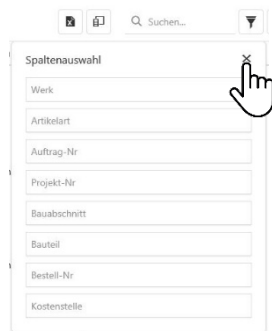 Suchen...
Spaltenauswahl
Werk
Artikelart
Auftrag-Nr
Projekt-Nr
Bauabschnitt
Bauteil
Bestell-Nr
Kostenstelle